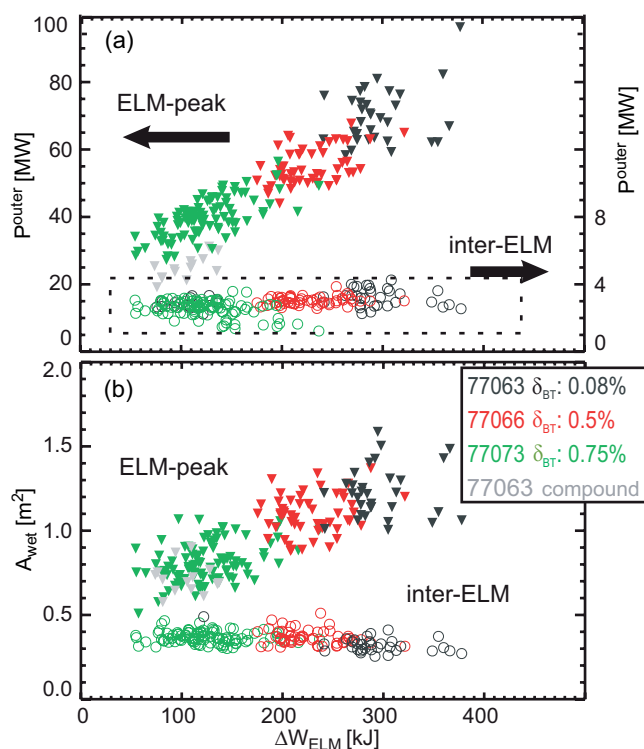 (a)
100
80
60
40
20
0
P^outer [MW]
ELM-peak
inter-ELM
8
4
0
P^outer [MW]
(b)
2.0
1.5
1.0
0.5
0.0
A_wet [m²]
ELM-peak
inter-ELM
77063 δ_BT: 0.08%
77066 δ_BT: 0.5%
77073 δ_BT: 0.75%
77063 compound
0 100 200 300 400
ΔW_ELM [kJ]